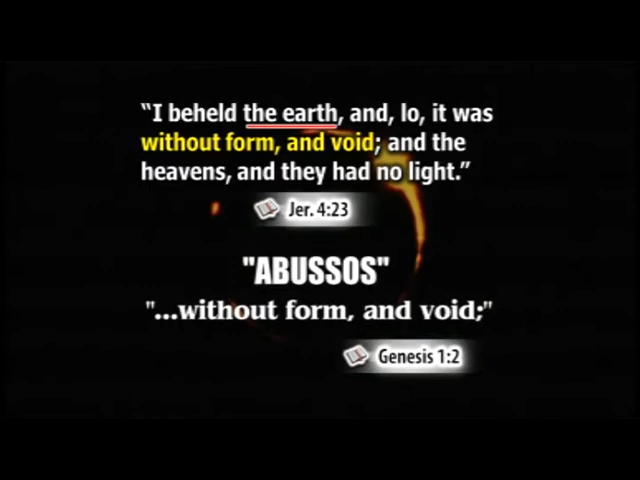 “I beheld the earth, and, lo, it was
without form, and void; and the
heavens, and they had no light.”
Jer. 4:23
"ABUSSOS"
"...without form, and void;"
Genesis 1:2